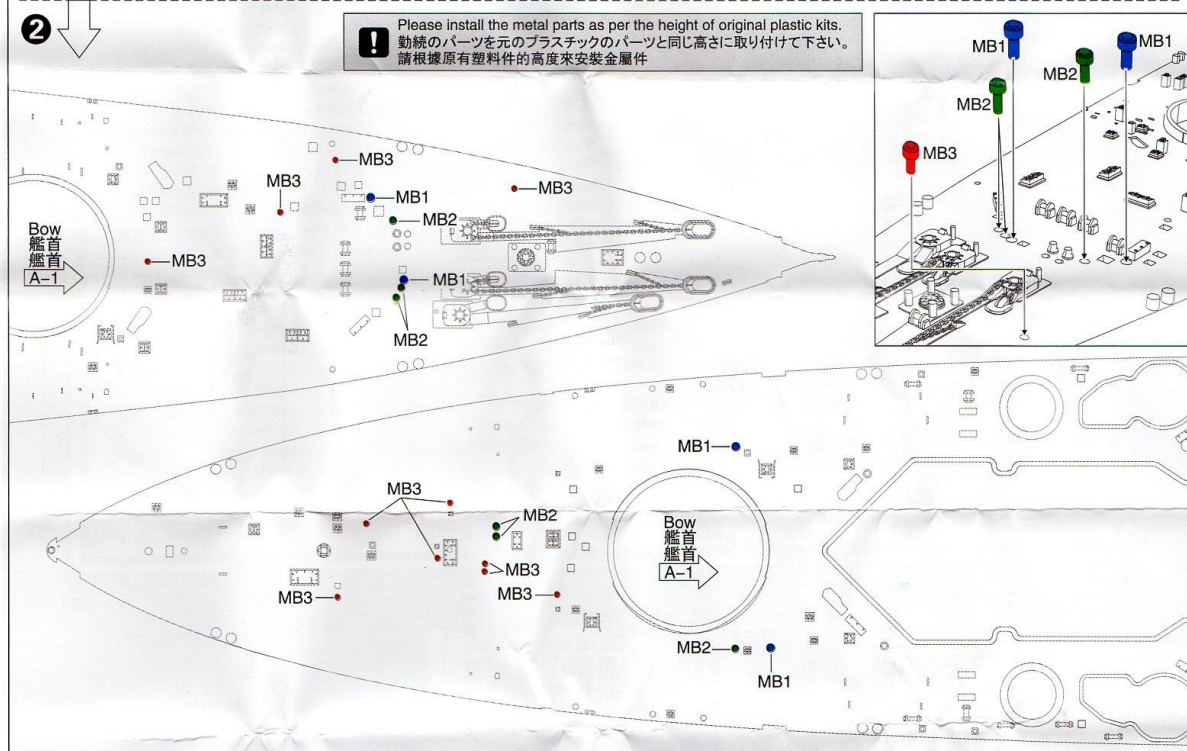 2
! Please install the metal parts as per the height of original plastic kits.
勤続のパーツを元のプラスチックのパーツと同じ高さに取り付けて下さい。
請根據原有塑料件的高度來安裝金屬件
MB1
MB1
MB2
MB2
MB3
MB3
MB3
MB3
MB1
MB2
MB3
MB1
MB2
Bow
艦首
艦首
A-1
MB1
MB3
MB2
MB3
MB3
MB3
Bow
艦首
艦首
A-1
MB2
MB1